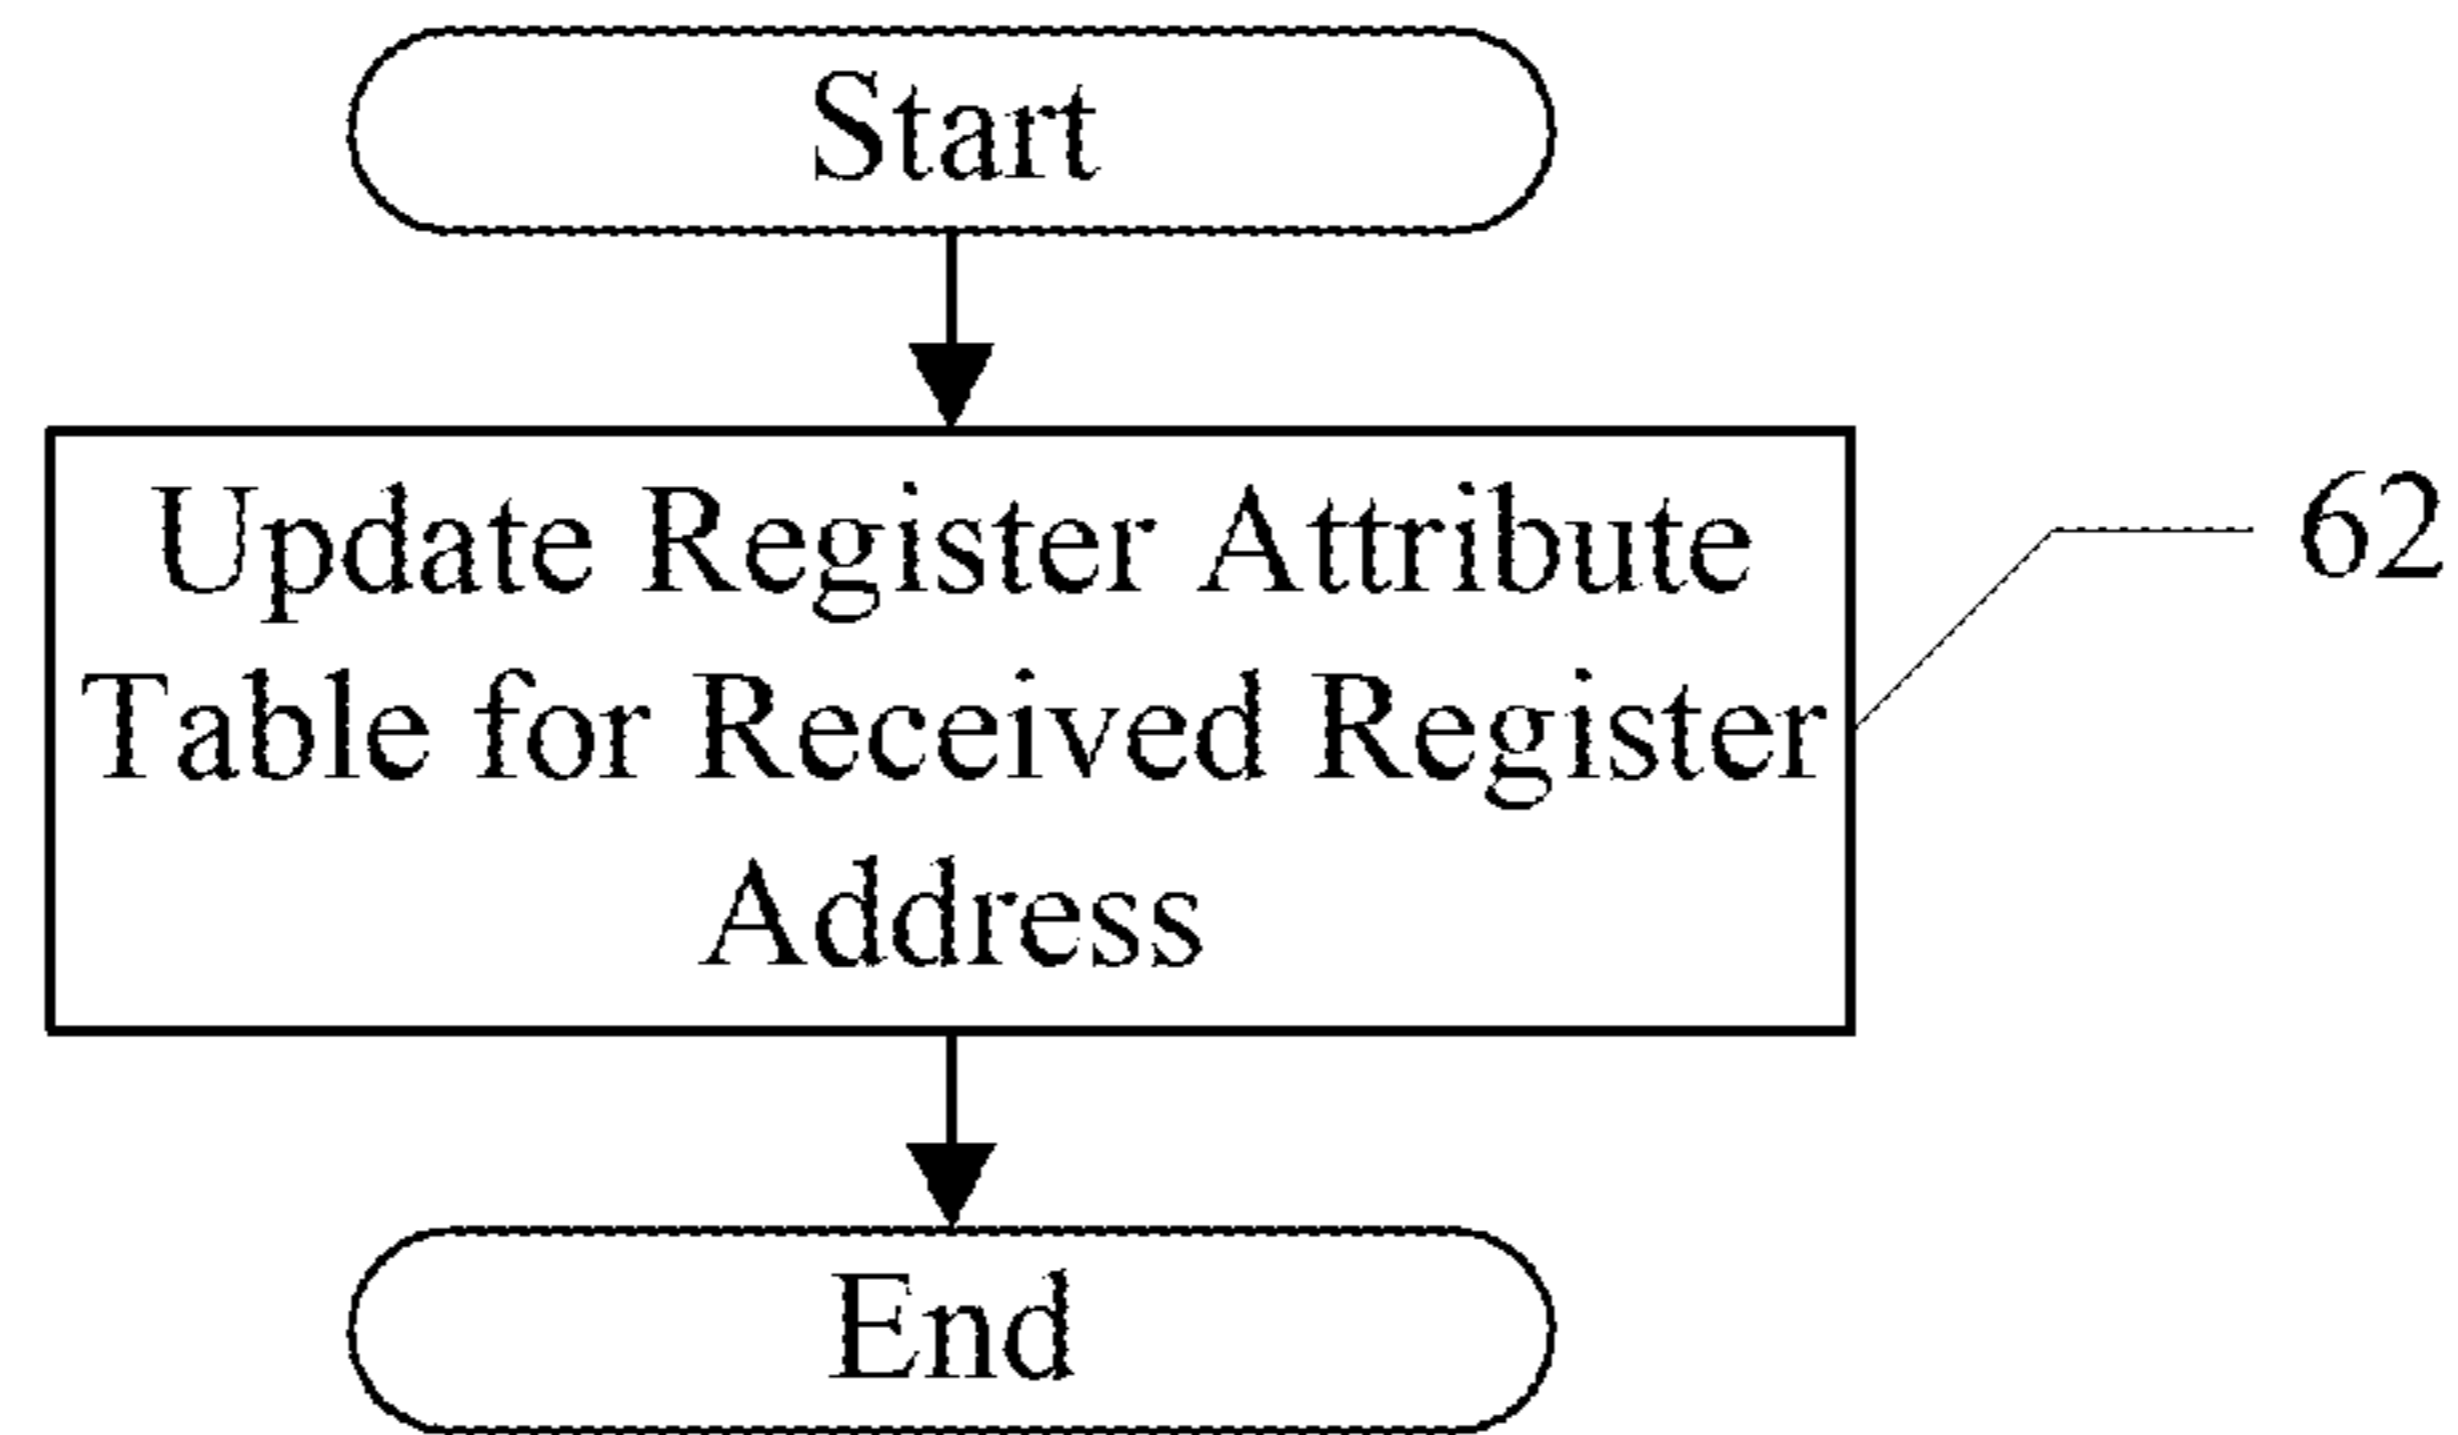 Start
Update Register Attribute
Table for Received Register
Address
62
End